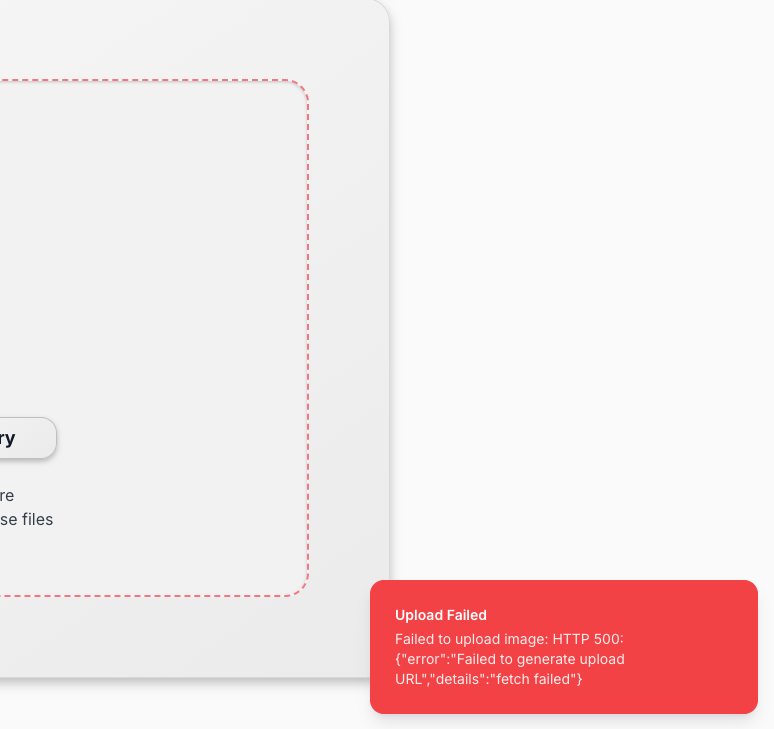 ry
re
se files
Upload Failed
Failed to upload image: HTTP 500:
{"error":"Failed to generate upload
URL","details":"fetch failed"}